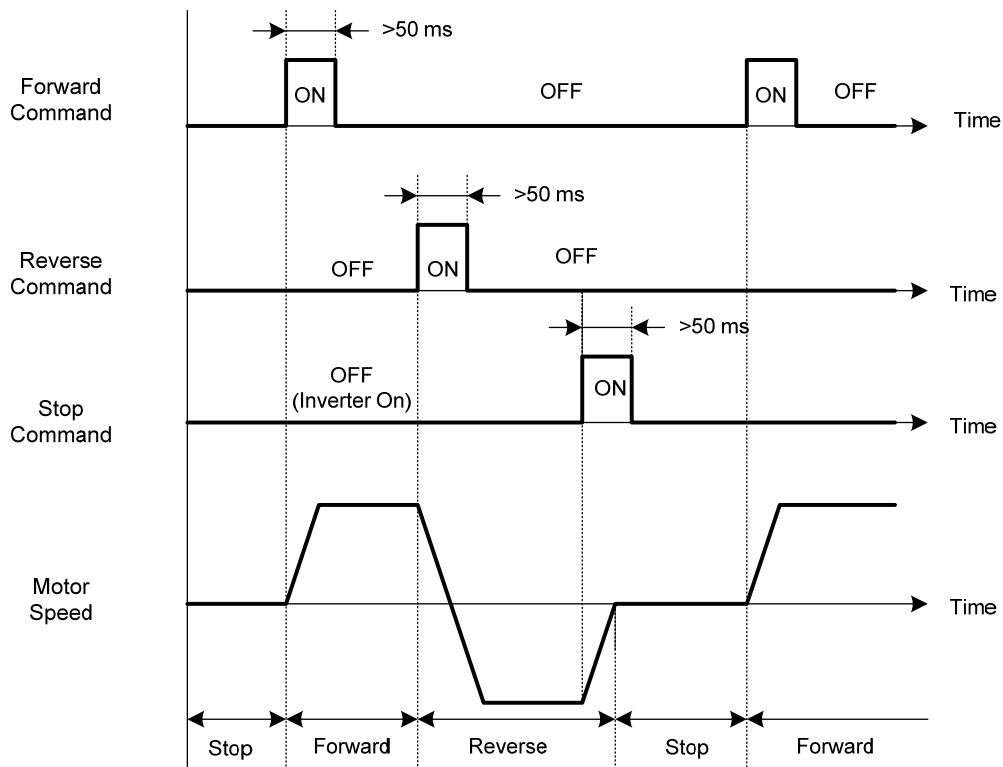 >50 ms
Forward
Command
ON
OFF
ON
OFF
Time
>50 ms
Reverse
Command
OFF
ON
OFF
Time
>50 ms
OFF
(Inverter On)
ON
Stop
Command
Time
Motor
Speed
Time
Stop
Forward
Reverse
Stop
Forward